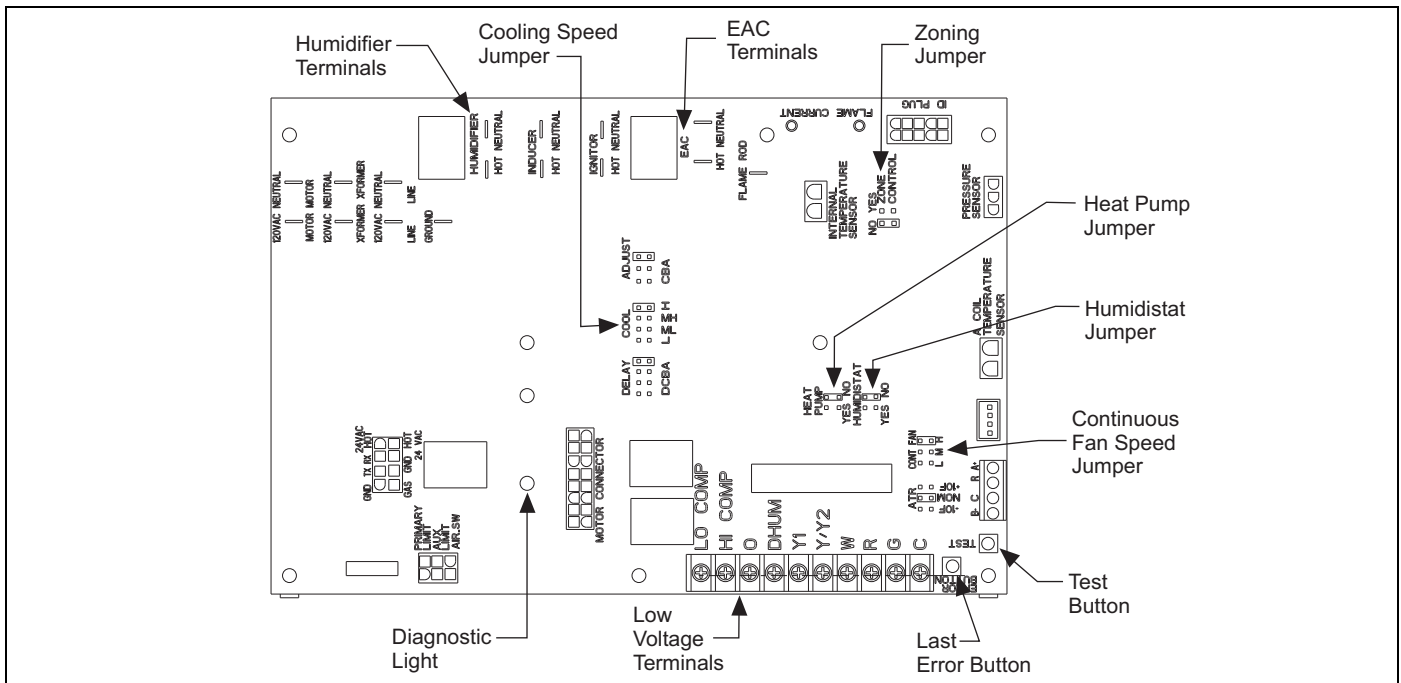 Humidifier
Terminals
Cooling Speed
Jumper
EAC
Terminals
Zoning
Jumper
HUMIDIFIER
HOT NEUTRAL
INDUCER
HOT NEUTRAL
IGNITOR
HOT NEUTRAL
EAC
HOT NEUTRAL
FLAME ROD
FLAME CURRENT
ID PLUG
120VAC NEUTRAL
MOTOR MOTOR
120VAC NEUTRAL
XFORMER XFORMER
120VAC NEUTRAL
LINE LINE
GROUND
INTERNAL
TEMPERATURE
SENSOR
NO YES
ZONE
CONTROL
PRESSURE
SENSOR
Heat Pump
Jumper
ADJUST
CBA
COOL
H
MH
ML
L
DELAY
DCBA
A COIL
TEMPERATURE
SENSOR
Humidistat
Jumper
HEAT
PUMP
YES NO
HUMIDISTAT
YES NO
Continuous
Fan Speed
Jumper
CONT FAN
L M H
ATR
-10F
NOM
+10F
B- C R A+
24VAC
GND TX RX HOT
GAS GND HOT
24 VAC
MOTOR CONNECTOR
PRIMARY
LIMIT
AUX
LIMIT
AIR.SW
LO COMP
HI COMP
O
DHUM
Y1
Y/Y2
W
R
G
C
TEST
ERROR
BUTTON
Test
Button
Diagnostic
Light
Low
Voltage
Terminals
Last
Error Button